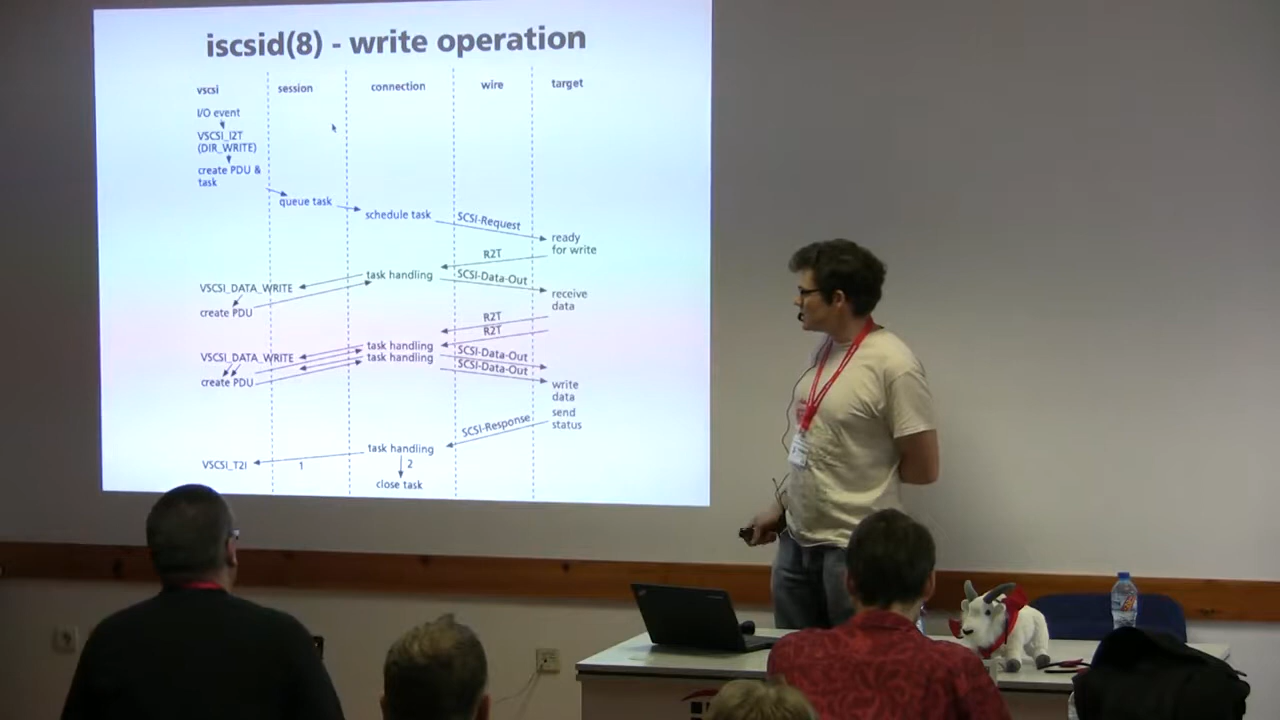 iscsid(8) - write operation
vscsi session connection wire target
I/O event
VSCSI_I2T
(DIR_WRITE)
create PDU &
task
queue task
schedule task
SCSI-Request
ready
for write
R2T
task handling
SCSI-Data-Out
VSCSI_DATA_WRITE
create PDU
receive
data
R2T
R2T
task handling
task handling
SCSI-Data-Out
SCSI-Data-Out
VSCSI_DATA_WRITE
create PDU
write
data
send
status
SCSI-Response
task handling
VSCSI_T2I
1
2
close task